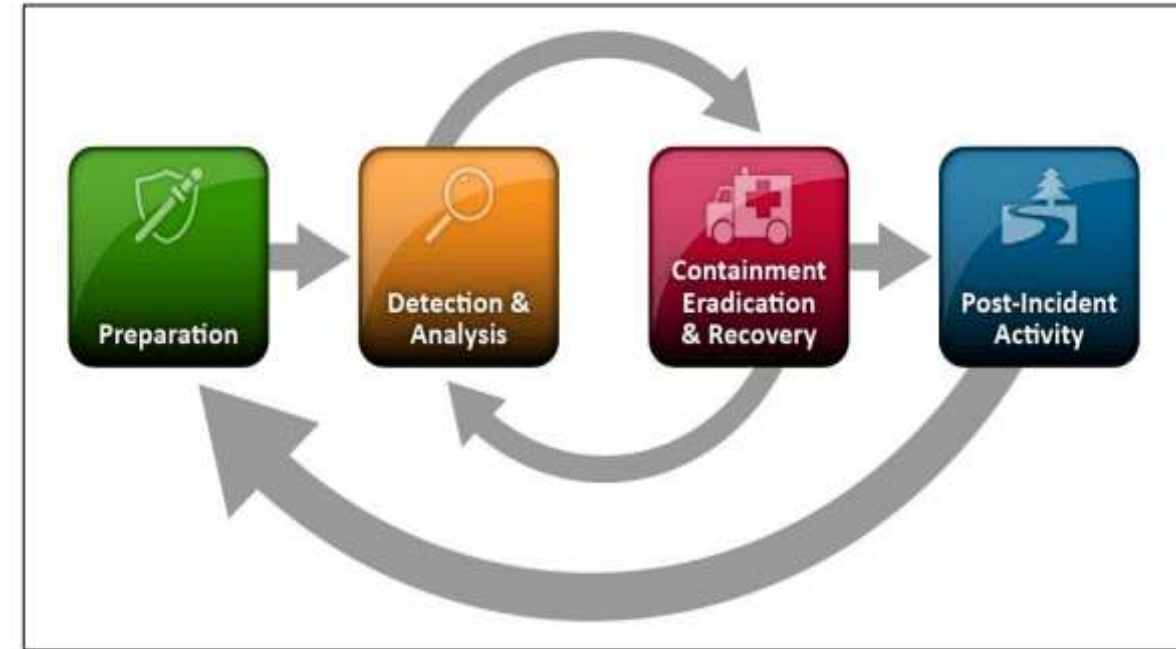 Preparation
Detection &
Analysis
Containment
Eradication
& Recovery
Post-Incident
Activity